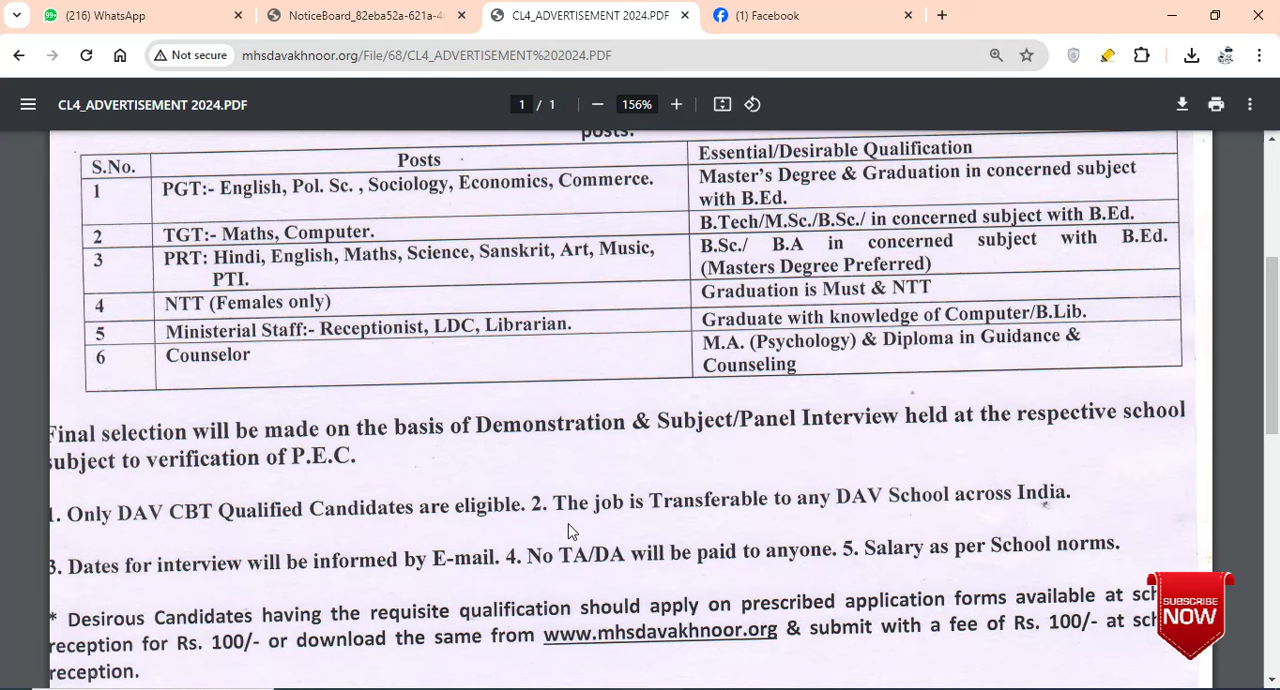 (216) WhatsApp
NoticeBoard_82eba52a-621a-4
CL4_ADVERTISEMENT 2024.PDF
(1) Facebook
Not secure
mhsdavakhnoor.org/File/68/CL4_ADVERTISEMENT%202024.PDF
CL4_ADVERTISEMENT 2024.PDF
1 / 1
156%
posts.
S.No. Posts Essential/Desirable Qualification
1 PGT:- English, Pol. Sc. , Sociology, Economics, Commerce. Master's Degree & Graduation in concerned subject
with B.Ed.
2 TGT:- Maths, Computer. B.Tech/M.Sc./B.Sc./ in concerned subject with B.Ed.
3 PRT: Hindi, English, Maths, Science, Sanskrit, Art, Music, B.Sc./ B.A in concerned subject with B.Ed.
PTI. (Masters Degree Preferred)
4 NTT (Females only) Graduation is Must & NTT
5 Ministerial Staff:- Receptionist, LDC, Librarian. Graduate with knowledge of Computer/B.Lib.
6 Counselor M.A. (Psychology) & Diploma in Guidance &
Counseling
Final selection will be made on the basis of Demonstration & Subject/Panel Interview held at the respective school
subject to verification of P.E.C.
1. Only DAV CBT Qualified Candidates are eligible. 2. The job is Transferable to any DAV School across India.
3. Dates for interview will be informed by E-mail. 4. No TA/DA will be paid to anyone. 5. Salary as per School norms.
* Desirous Candidates having the requisite qualification should apply on prescribed application forms available at sch
reception for Rs. 100/- or download the same from www.mhsdavakhnoor.org & submit with a fee of Rs. 100/- at sch
reception.
SUBSCRIBE
NOW